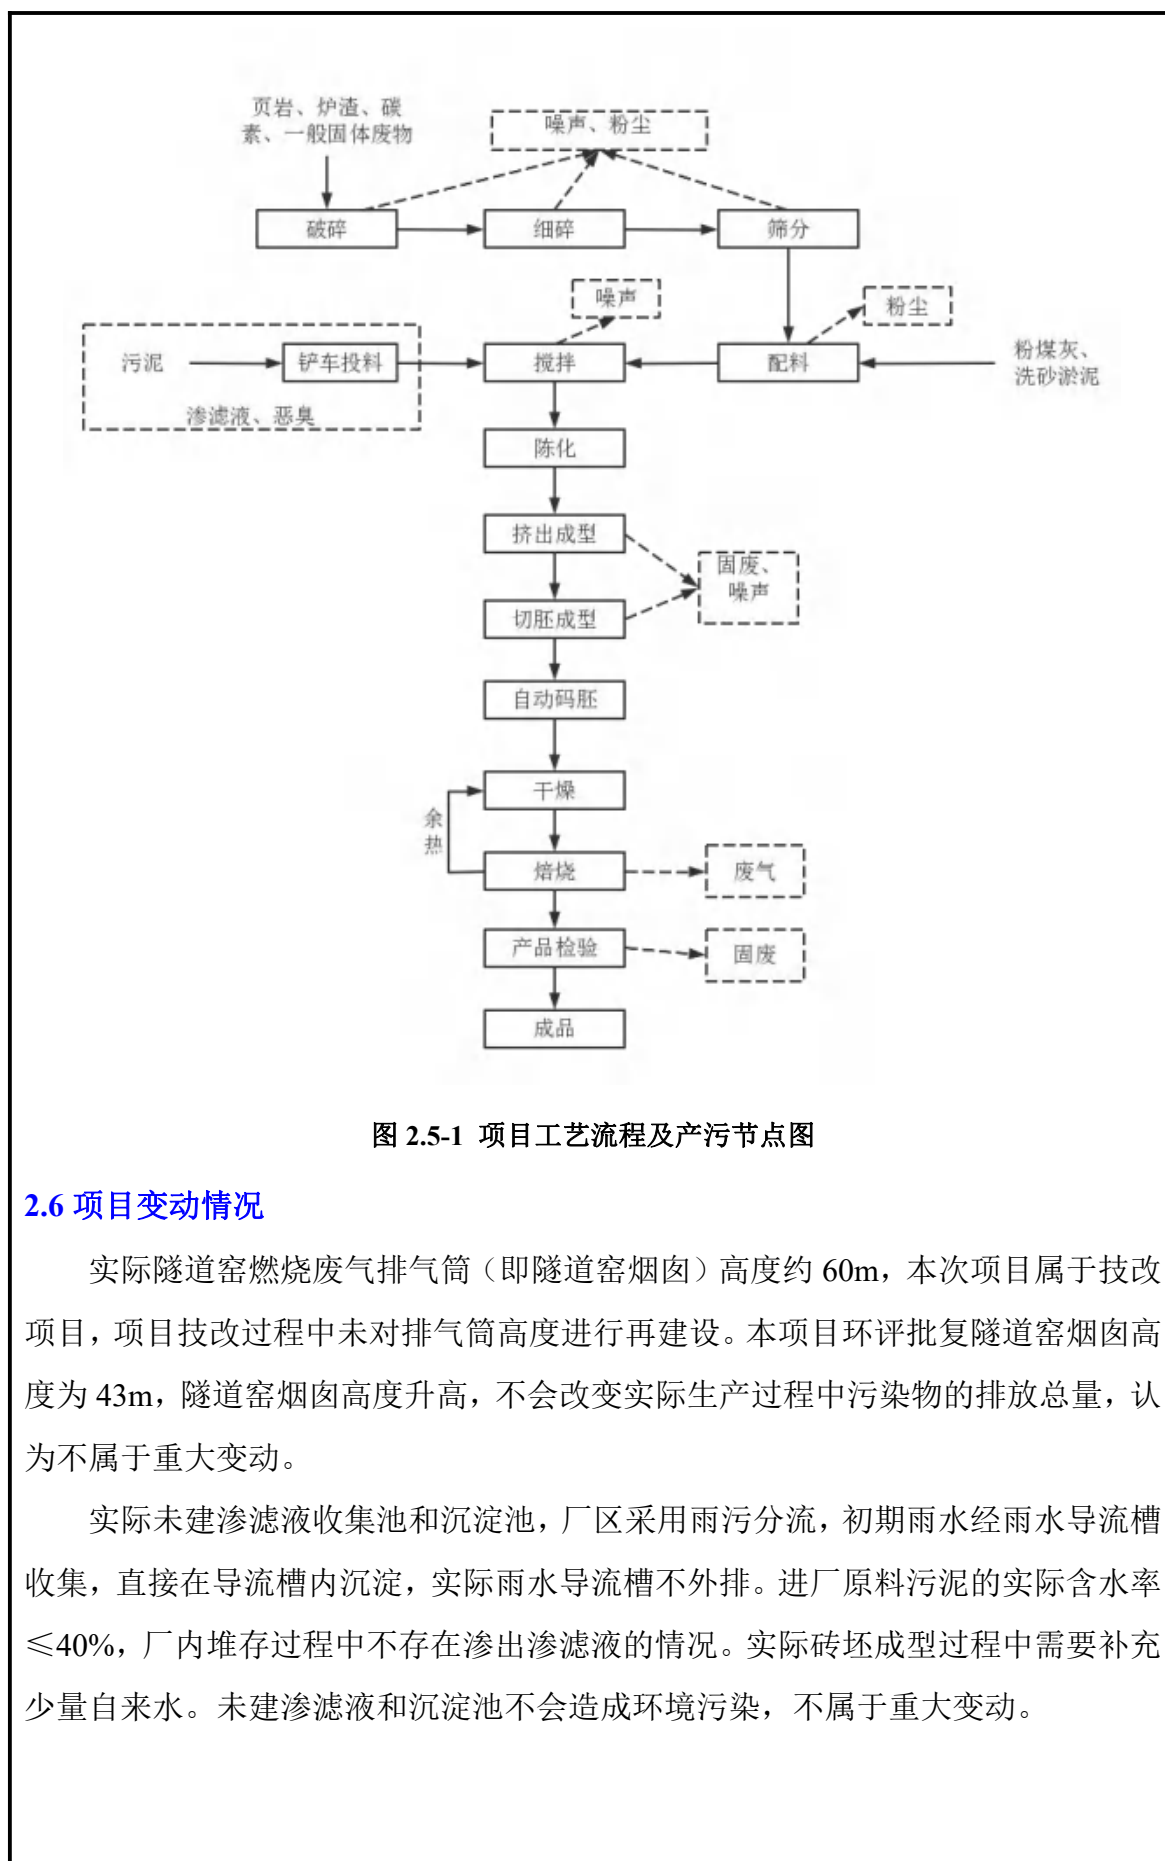 页岩、炉渣、碳
素、一般固体废物
噪声、粉尘
破碎
细碎
筛分
噪声
粉尘
污泥
铲车投料
搅拌
配料
粉煤灰、
洗砂淤泥
渗滤液、恶臭
陈化
挤出成型
固废、
噪声
切胚成型
自动码胚
干燥
余
热
焙烧
废气
产品检验
固废
成品
图 2.5-1 项目工艺流程及产污节点图
2.6 项目变动情况
实际隧道窑燃烧废气排气筒（即隧道窑烟囱）高度约 60m，本次项目属于技改
项目，项目技改过程中未对排气筒高度进行再建设。本项目环评批复隧道窑烟囱高
度为 43m，隧道窑烟囱高度升高，不会改变实际生产过程中污染物的排放总量，认
为不属于重大变动。
实际未建渗滤液收集池和沉淀池，厂区采用雨污分流，初期雨水经雨水导流槽
收集，直接在导流槽内沉淀，实际雨水导流槽不外排。进厂原料污泥的实际含水率
≤40%，厂内堆存过程中不存在渗出渗滤液的情况。实际砖坯成型过程中需要补充
少量自来水。未建渗滤液和沉淀池不会造成环境污染，不属于重大变动。